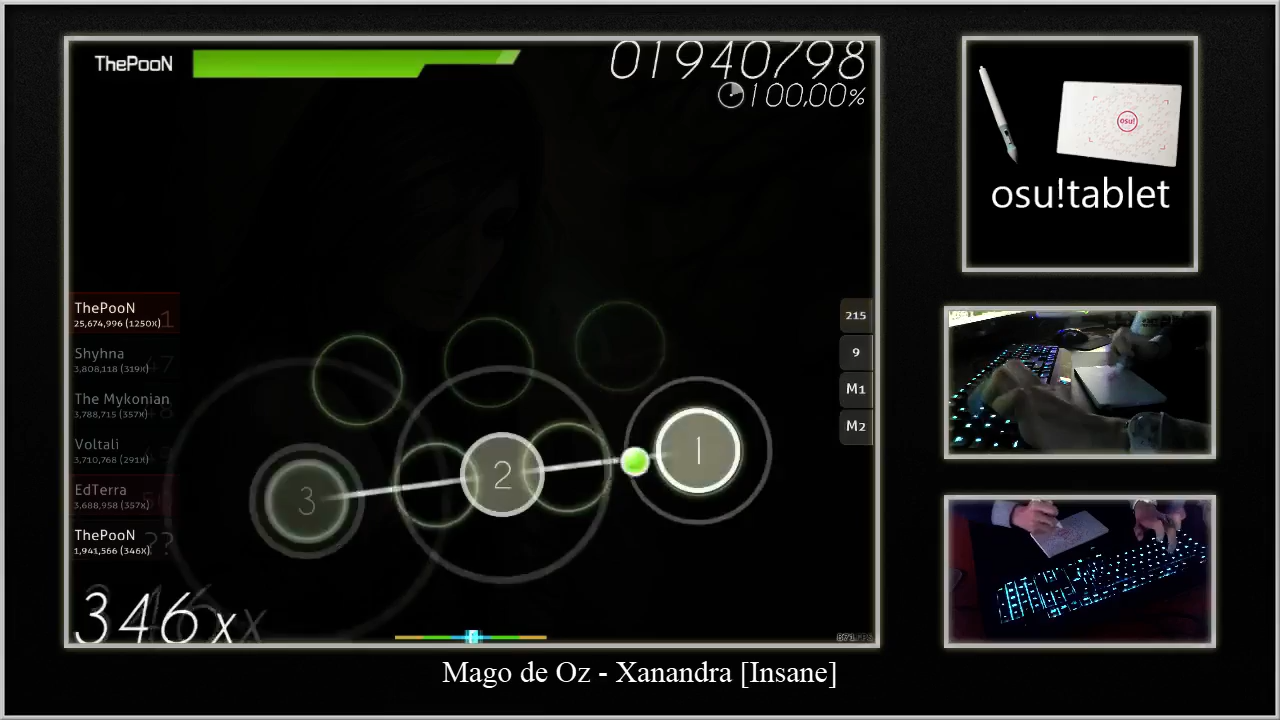 ThePooN
01940798
100,00%
osu!
osu!tablet
ThePooN
25,674,996 (1250X)
1
Shyhna
3,808,118 (319X)
The Mykonian
3,788,715 (357X)
Voltali
3,710,768 (291X)
EdTerra
3,688,958 (357X)
ThePooN
1,941,566 (346X)
??
215
9
M1
M2
1
2
3
346x
Mago de Oz - Xanandra [Insane]